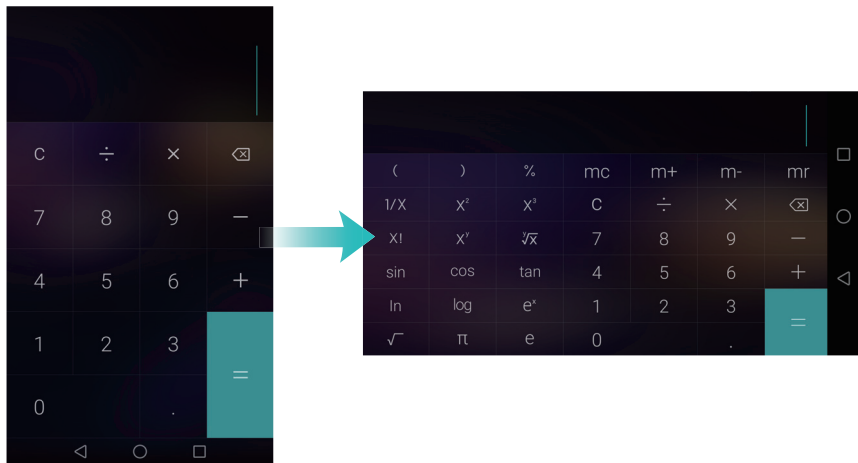 C ÷ × ⌫
7 8 9 −
4 5 6 +
1 2 3
=
0 .
( ) % mc m+ m- mr
1/X X² X³ C ÷ × ⌫
X! Xʸ ʸ√x 7 8 9 −
sin cos tan 4 5 6 +
ln log eˣ 1 2 3
=
√ π e 0 .